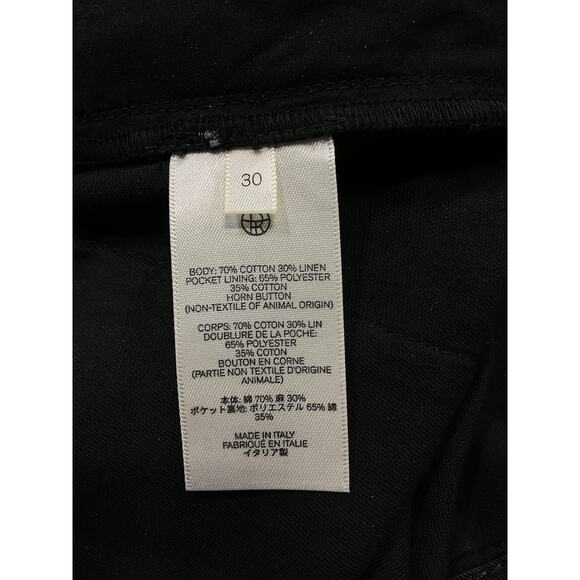 30
BODY: 70% COTTON 30% LINEN
POCKET LINING: 65% POLYESTER
35% COTTON
HORN BUTTON
(NON-TEXTILE OF ANIMAL ORIGIN)
CORPS: 70% COTON 30% LIN
DOUBLURE DE LA POCHE:
65% POLYESTER
35% COTON
BOUTON EN CORNE
(PARTIE NON TEXTILE D'ORIGINE
ANIMALE)
本体: 綿 70% 麻 30%
ポケット裏地: ポリエステル 65% 綿
35%
MADE IN ITALY
FABRIQUÉ EN ITALIE
イタリア製